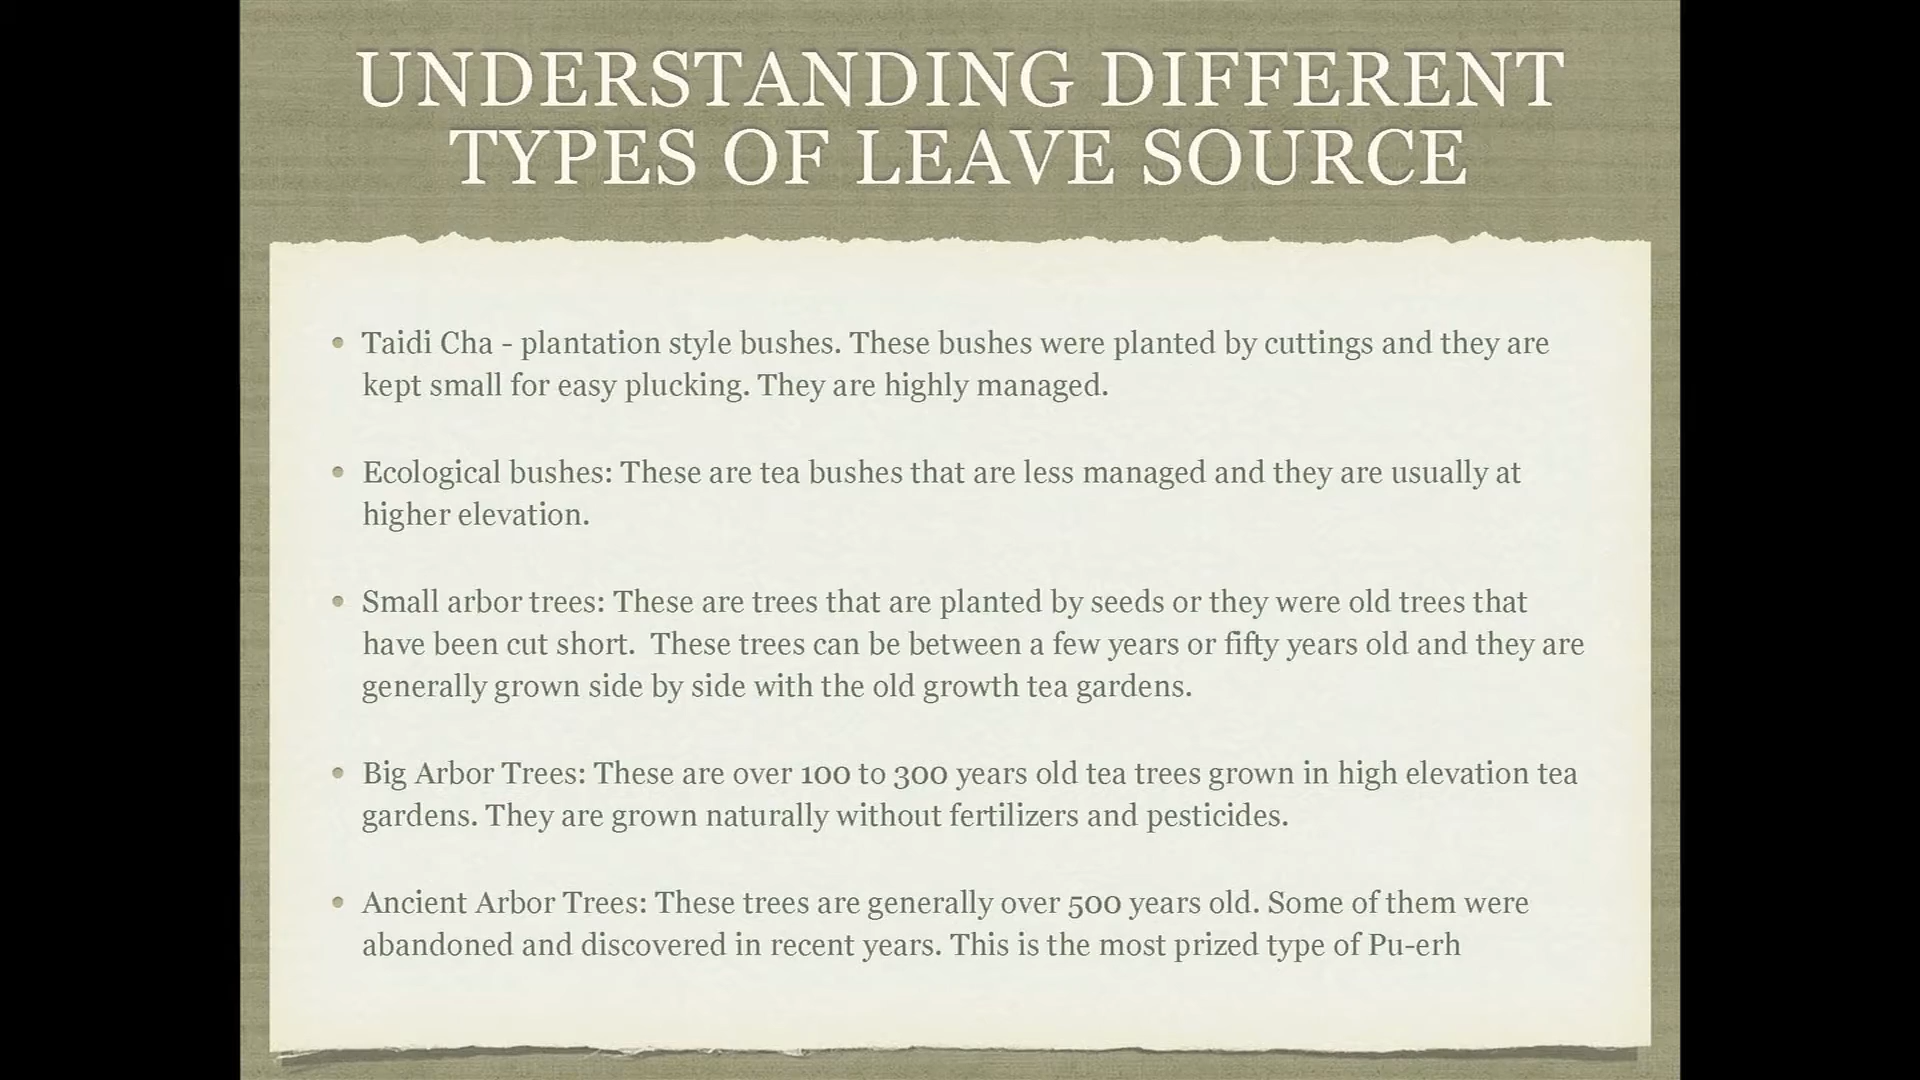 UNDERSTANDING DIFFERENT
TYPES OF LEAVE SOURCE
• Taidi Cha - plantation style bushes. These bushes were planted by cuttings and they are
kept small for easy plucking. They are highly managed.
• Ecological bushes: These are tea bushes that are less managed and they are usually at
higher elevation.
• Small arbor trees: These are trees that are planted by seeds or they were old trees that
have been cut short.  These trees can be between a few years or fifty years old and they are
generally grown side by side with the old growth tea gardens.
• Big Arbor Trees: These are over 100 to 300 years old tea trees grown in high elevation tea
gardens. They are grown naturally without fertilizers and pesticides.
• Ancient Arbor Trees: These trees are generally over 500 years old. Some of them were
abandoned and discovered in recent years. This is the most prized type of Pu-erh